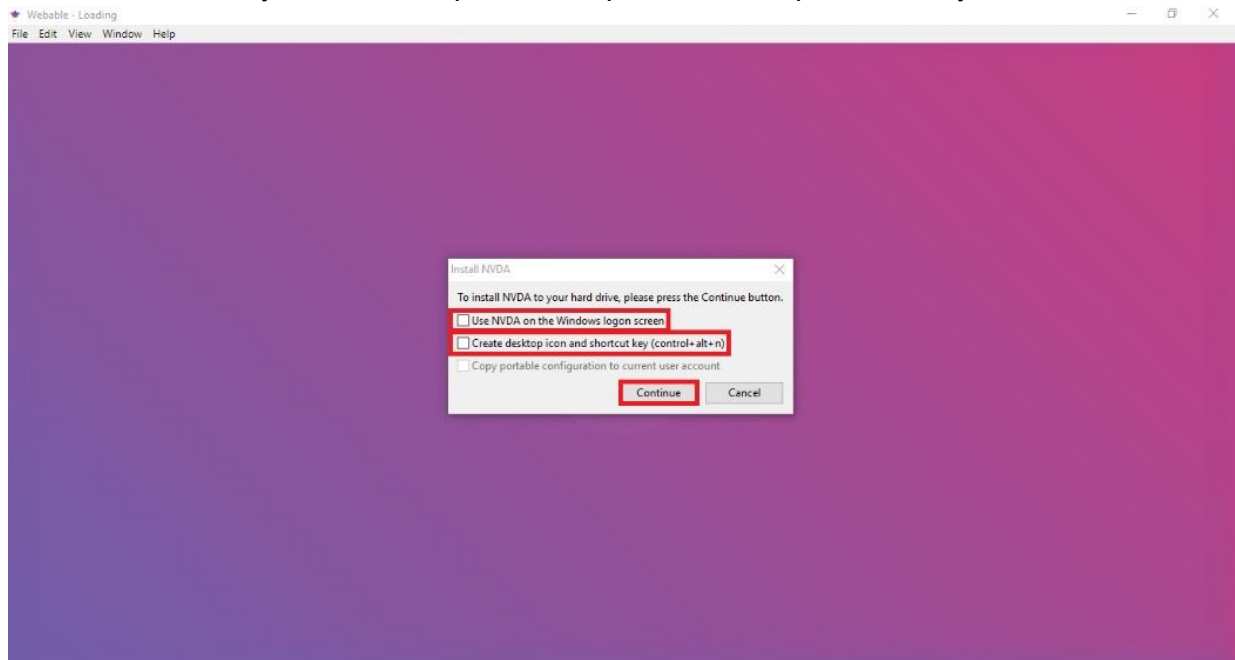 Webable - Loading
File Edit View Window Help
Install NVDA
To install NVDA to your hard drive, please press the Continue button.
Use NVDA on the Windows logon screen
Create desktop icon and shortcut key (control+alt+n)
Copy portable configuration to current user account
Continue Cancel